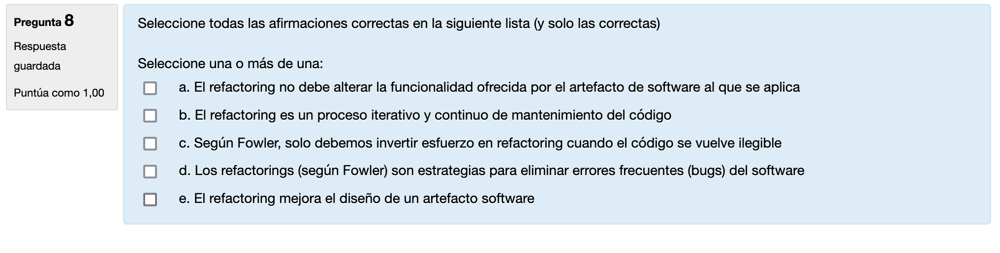 Pregunta 8
Respuesta
guardada
Puntúa como 1,00
Seleccione todas las afirmaciones correctas en la siguiente lista (y solo las correctas)
Seleccione una o más de una:
a. El refactoring no debe alterar la funcionalidad ofrecida por el artefacto de software al que se aplica
b. El refactoring es un proceso iterativo y continuo de mantenimiento del código
c. Según Fowler, solo debemos invertir esfuerzo en refactoring cuando el código se vuelve ilegible
d. Los refactorings (según Fowler) son estrategias para eliminar errores frecuentes (bugs) del software
e. El refactoring mejora el diseño de un artefacto software